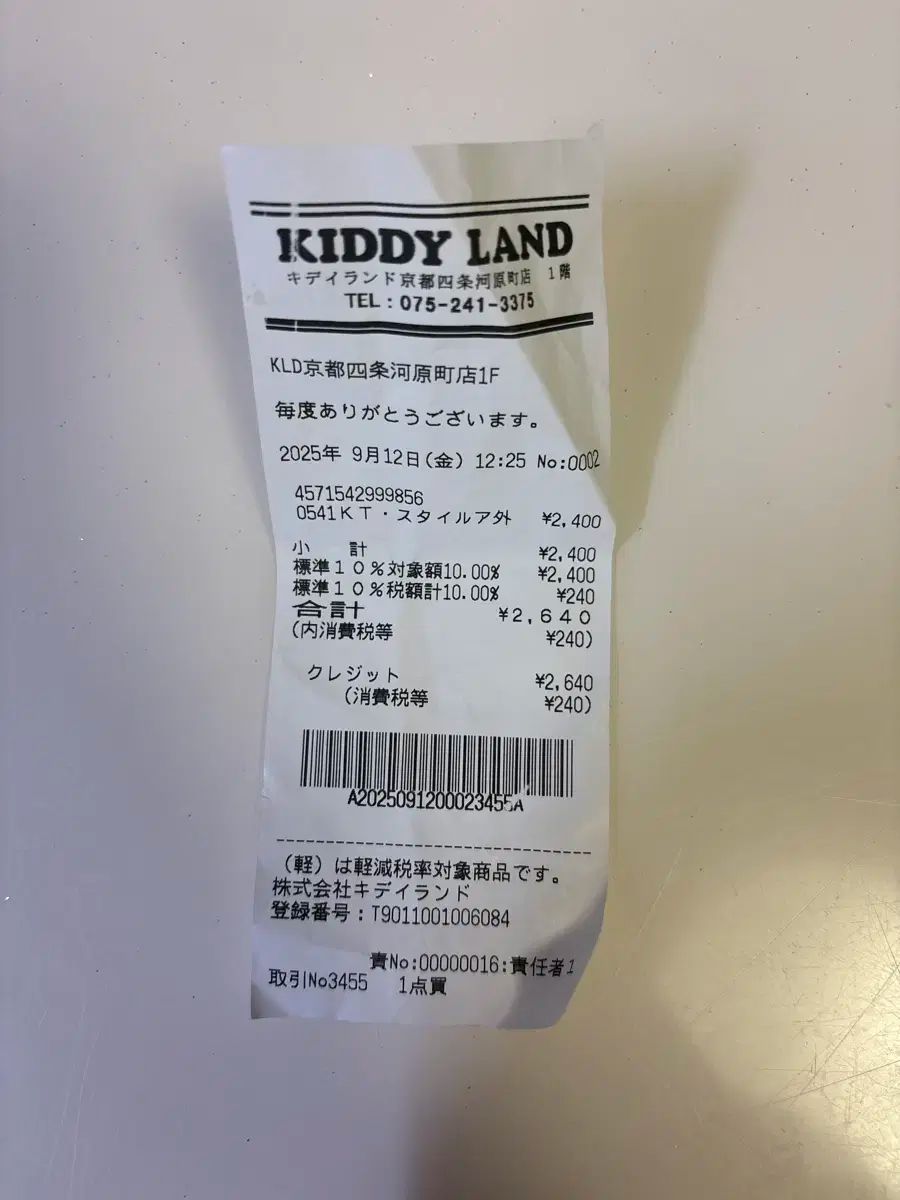 KIDDY LAND
キデイランド京都四条河原町店 1階
TEL：075-241-3375
KLD京都四条河原町店1F
毎度ありがとうございます。
2025年 9月12日(金) 12:25 No:0002
4571542999856
0541ＫＴ・スタイルア外 ¥2,400
小 計 ¥2,400
標準１０％対象額10.00% ¥2,400
標準１０％税額計10.00% ¥240
合計 ¥２,６４０
(内消費税等 ¥240)
クレジット ¥2,640
(消費税等 ¥240)
A2025091200023455A
（軽）は軽減税率対象商品です。
株式会社キデイランド
登録番号：T9011001006084
責No:00000016:責任者１
取引No3455 1点買